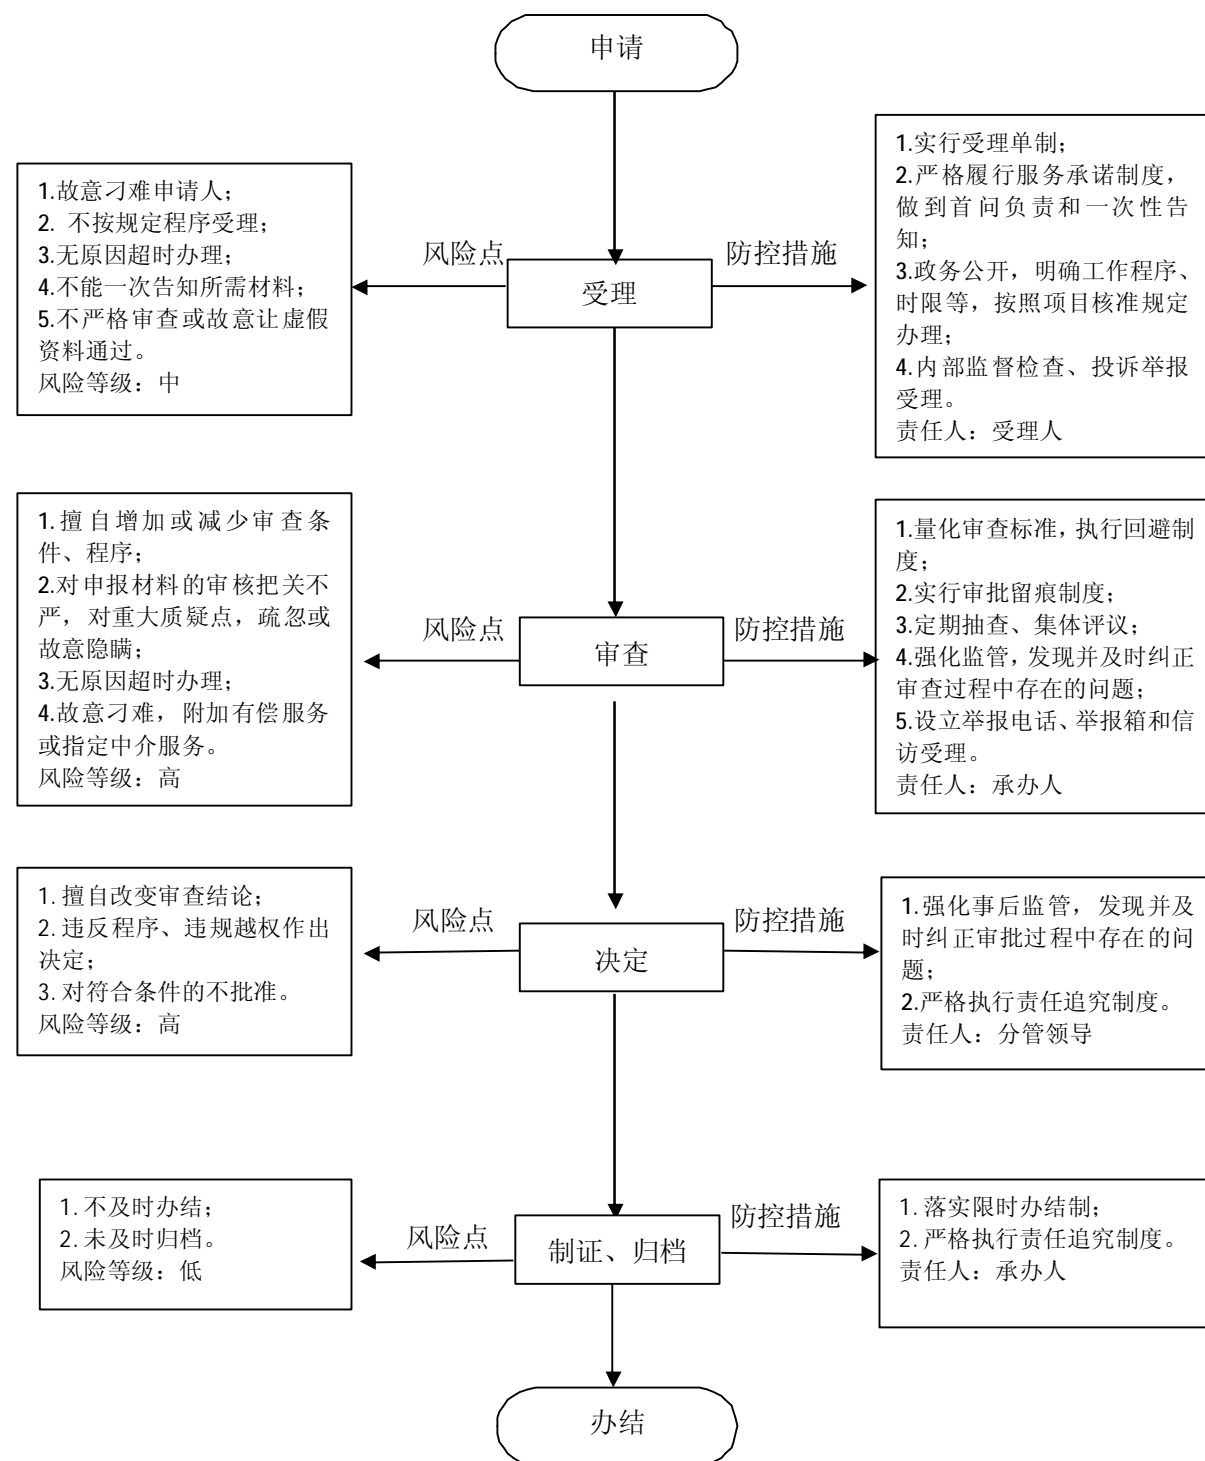 申请
1.故意刁难申请人；
2. 不按规定程序受理；
3.无原因超时办理；
4.不能一次告知所需材料；
5.不严格审查或故意让虚假
资料通过。
风险等级：中
风险点
受理
防控措施
1.实行受理单制；
2.严格履行服务承诺制度，
做到首问负责和一次性告
知；
3.政务公开，明确工作程序、
时限等，按照项目核准规定
办理；
4.内部监督检查、投诉举报
受理。
责任人：受理人
1.擅自增加或减少审查条
件、程序；
2.对申报材料的审核把关不
严，对重大质疑点，疏忽或
故意隐瞒；
3.无原因超时办理；
4.故意刁难，附加有偿服务
或指定中介服务。
风险等级：高
风险点
审查
防控措施
1.量化审查标准，执行回避制
度；
2.实行审批留痕制度；
3.定期抽查、集体评议；
4.强化监管，发现并及时纠正
审查过程中存在的问题；
5.设立举报电话、举报箱和信
访受理。
责任人：承办人
1. 擅自改变审查结论；
2. 违反程序、违规越权作出
决定；
3. 对符合条件的不批准。
风险等级：高
风险点
决定
防控措施
1.强化事后监管，发现并及
时纠正审批过程中存在的问
题；
2.严格执行责任追究制度。
责任人：分管领导
1. 不及时办结；
2. 未及时归档。
风险等级：低
风险点
制证、归档
防控措施
1. 落实限时办结制；
2. 严格执行责任追究制度。
责任人：承办人
办结